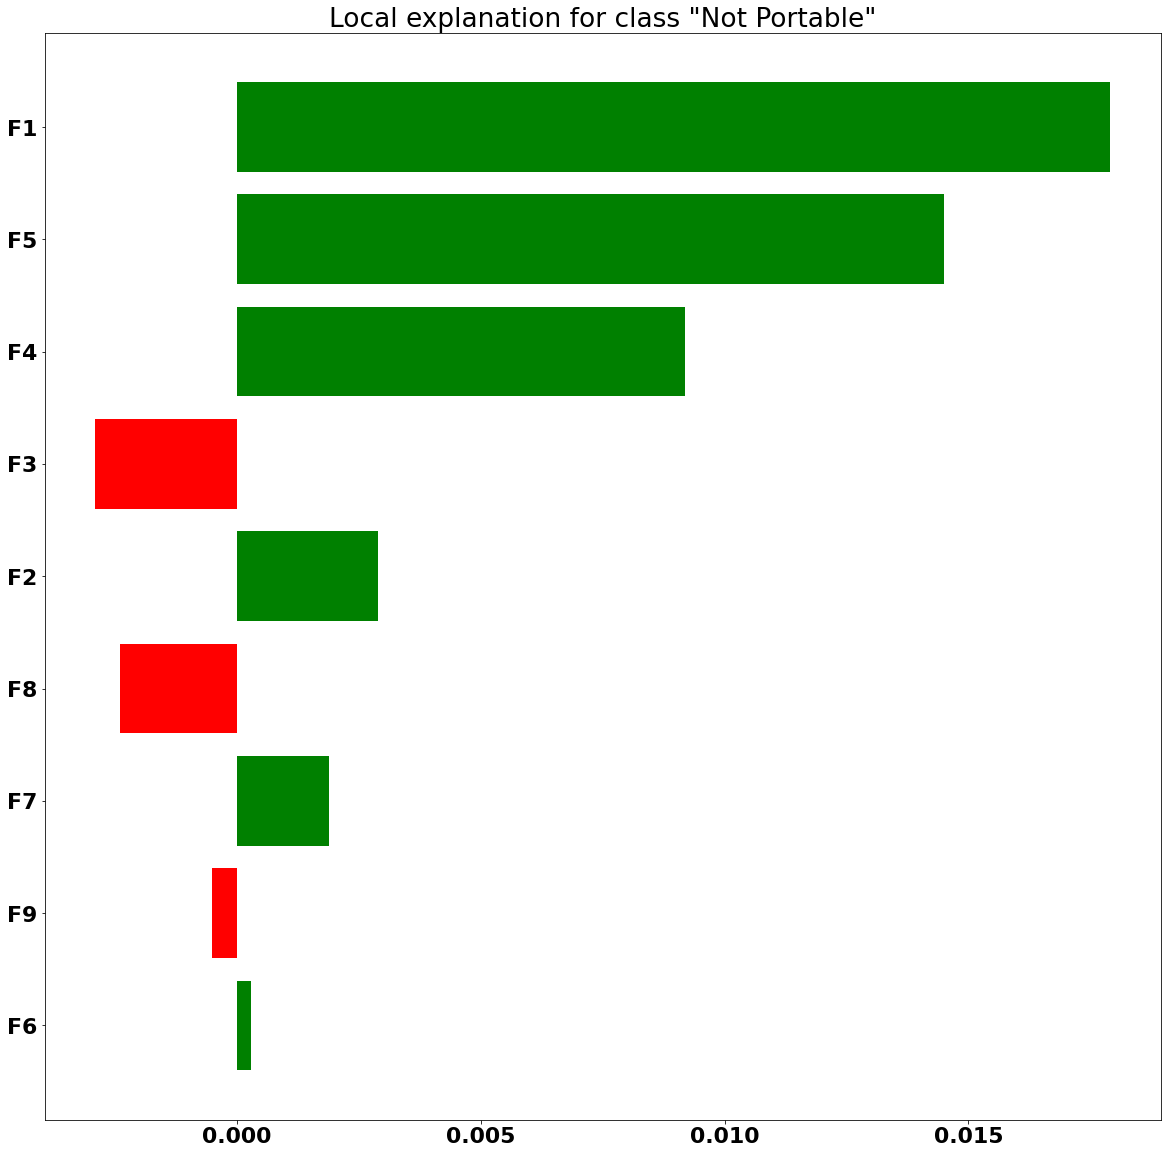 Local explanation for class "Not Portable"
F1
F5
F4
F3
F2
F8
F7
F9
F6
0.000 0.005 0.010 0.015